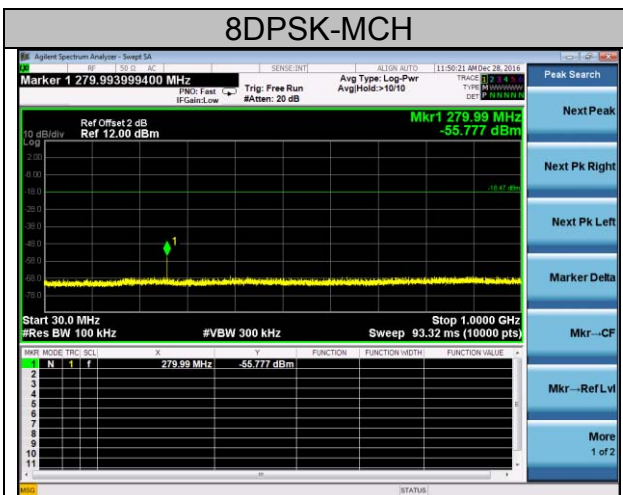 8DPSK-MCH
Agilent Spectrum Analyzer - Swept SA
RF 50 Ω AC SENSE:INT ALIGN AUTO 11:50:21 AM Dec 28, 2016
Marker 1 279.993999400 MHz
PNO: Fast
IFGain:Low
Trig: Free Run
#Atten: 20 dB
Avg Type: Log-Pwr
Avg|Hold:>10/10
TRACE 1 2 3 4 5 6
TYPE M WWWWW
DET P N N N N N
Peak Search
Ref Offset 2 dB
10 dB/div Ref 12.00 dBm
Log
Mkr1 279.99 MHz
-55.777 dBm
2.00
-8.00
-18.0
-18.47 dBm
-28.0
-38.0
-48.0
1
-58.0
-68.0
-78.0
Start 30.0 MHz Stop 1.0000 GHz
#Res BW 100 kHz #VBW 300 kHz Sweep 93.32 ms (10000 pts)
MKR MODE TRC SCL X Y FUNCTION FUNCTION WIDTH FUNCTION VALUE
1 N 1 f 279.99 MHz -55.777 dBm
2
3
4
5
6
7
8
9
10
11
MSG STATUS
Next Peak
Next Pk Right
Next Pk Left
Marker Delta
Mkr→CF
Mkr→Ref Lvl
More
1 of 2